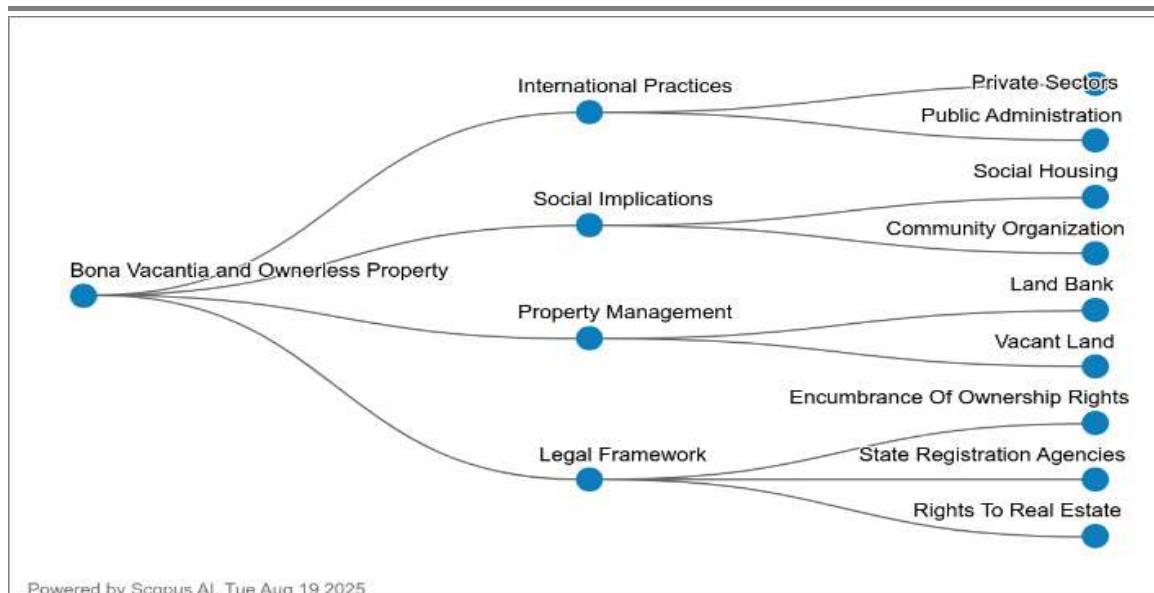 Private Sectors
International Practices
Public Administration
Social Housing
Social Implications
Community Organization
Bona Vacantia and Ownerless Property
Land Bank
Property Management
Vacant Land
Encumbrance Of Ownership Rights
Legal Framework
State Registration Agencies
Rights To Real Estate
Powered by Scopus AI, Tue Aug 19 2025